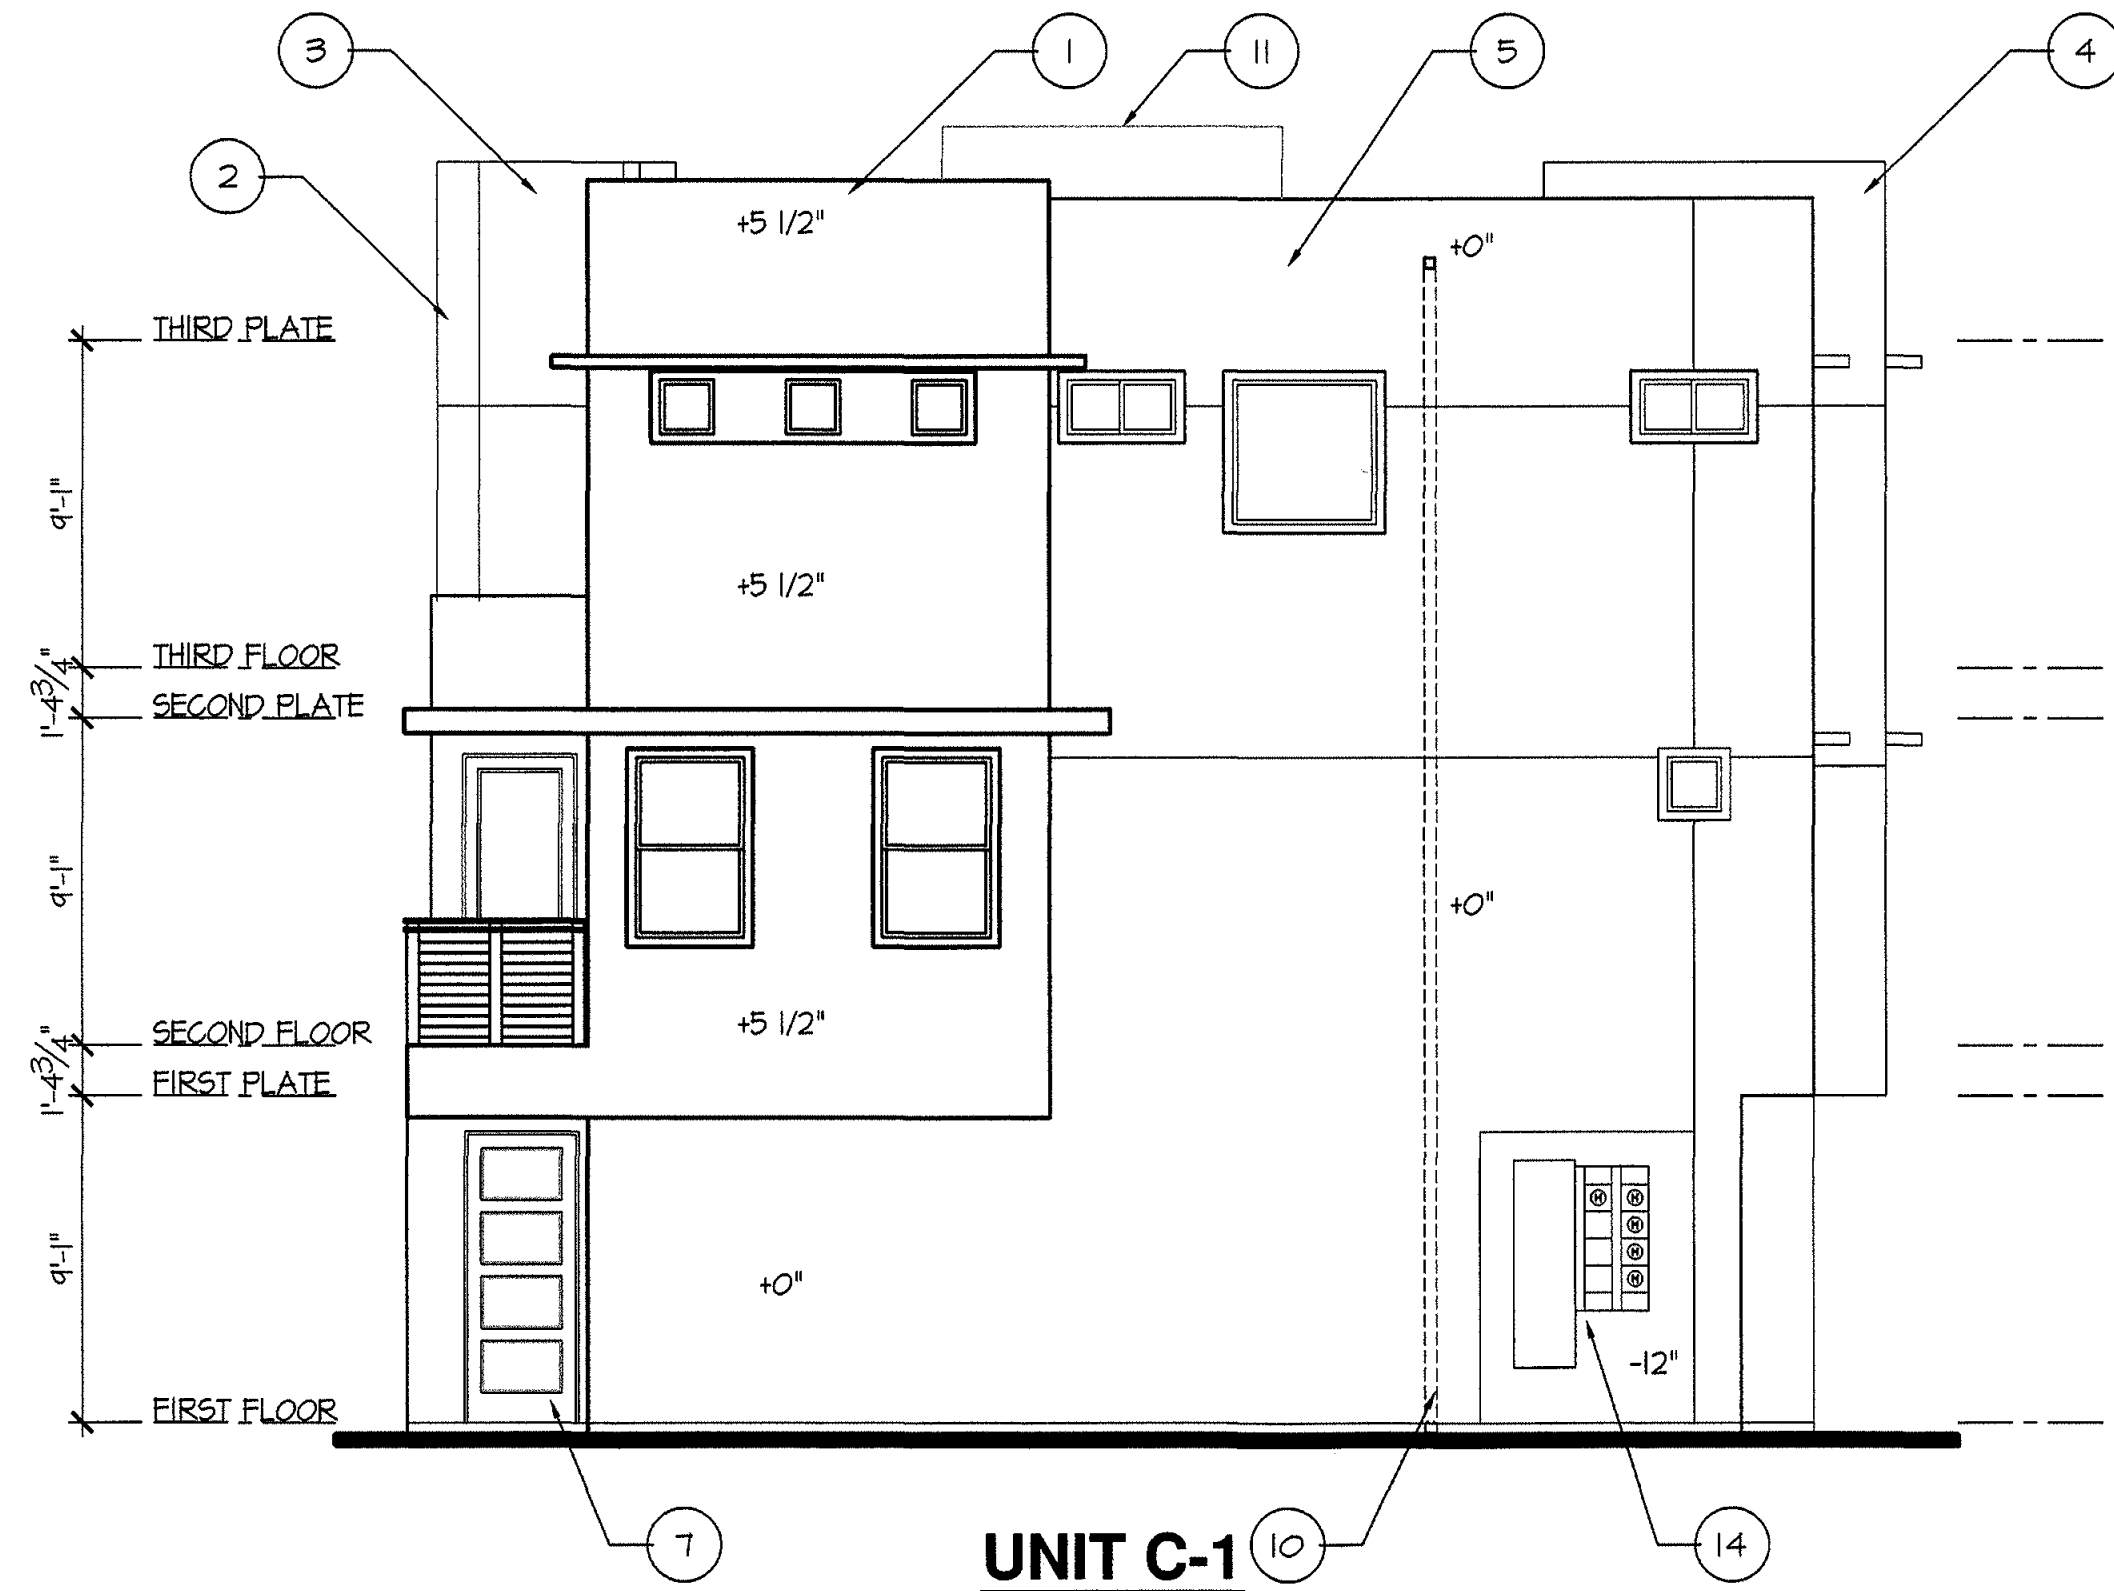 3
1
11
5
4
2
+5 1/2"
+0"
THIRD PLATE
9'-1"
+5 1/2"
THIRD FLOOR
1'-4 3/4"
SECOND PLATE
9'-1"
+0"
+5 1/2"
SECOND FLOOR
1'-4 3/4"
FIRST PLATE
9'-1"
+0"
M M
M
M
M
-12"
FIRST FLOOR
7
UNIT C-1
10
14